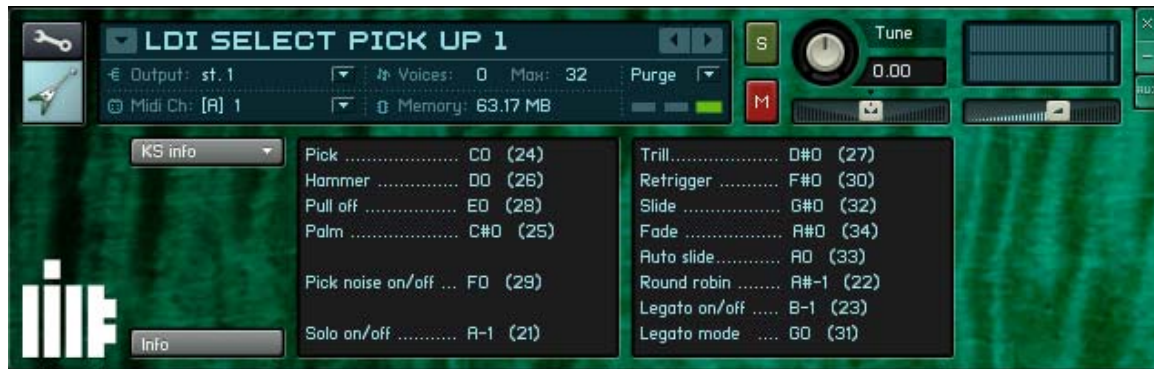 LDI SELECT PICK UP 1
S
Tune
Output: st. 1 Voices: 0 Max: 32 Purge
0.00
Midi Ch: [A] 1 Memory: 63.17 MB
M
KS info
Pick ...................... C0 (24)
Hammer .................. D0 (26)
Pull off .................. E0 (28)
Palm ................... C#0 (25)
Pick noise on/off ... F0 (29)
Solo on/off ........... A-1 (21)
Trill.................... D#0 (27)
Retrigger ........... F#0 (30)
Slide ................... G#0 (32)
Fade .................. A#0 (34)
Auto slide............ A0 (33)
Round robin ........ A#-1 (22)
Legato on/off ..... B-1 (23)
Legato mode .... G0 (31)
Info